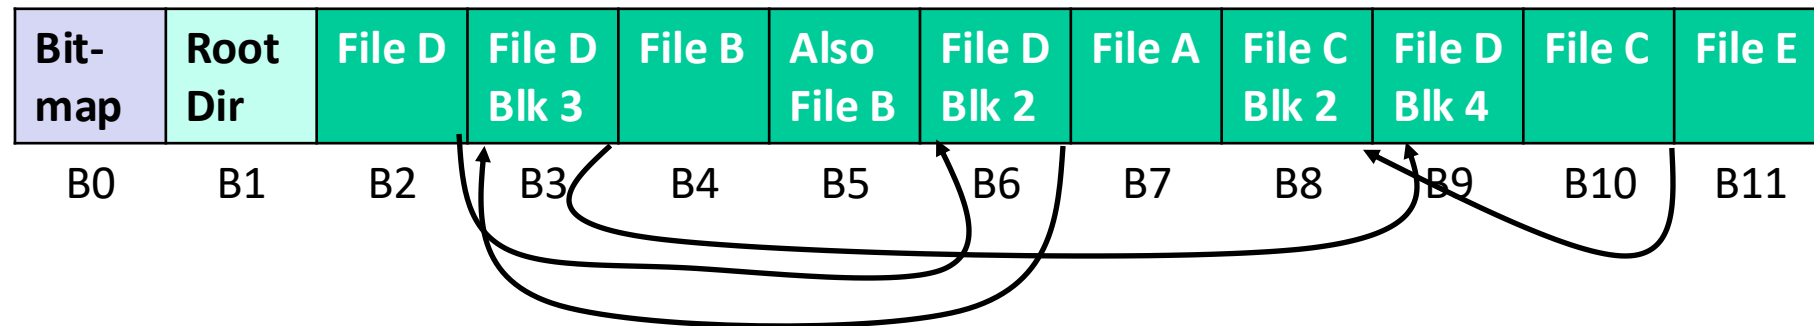 Bit-
map
Root
Dir
File D
File D
Blk 3
File B
Also
File B
File D
Blk 2
File A
File C
Blk 2
File D
Blk 4
File C
File E
B0 B1 B2 B3 B4 B5 B6 B7 B8 B9 B10 B11